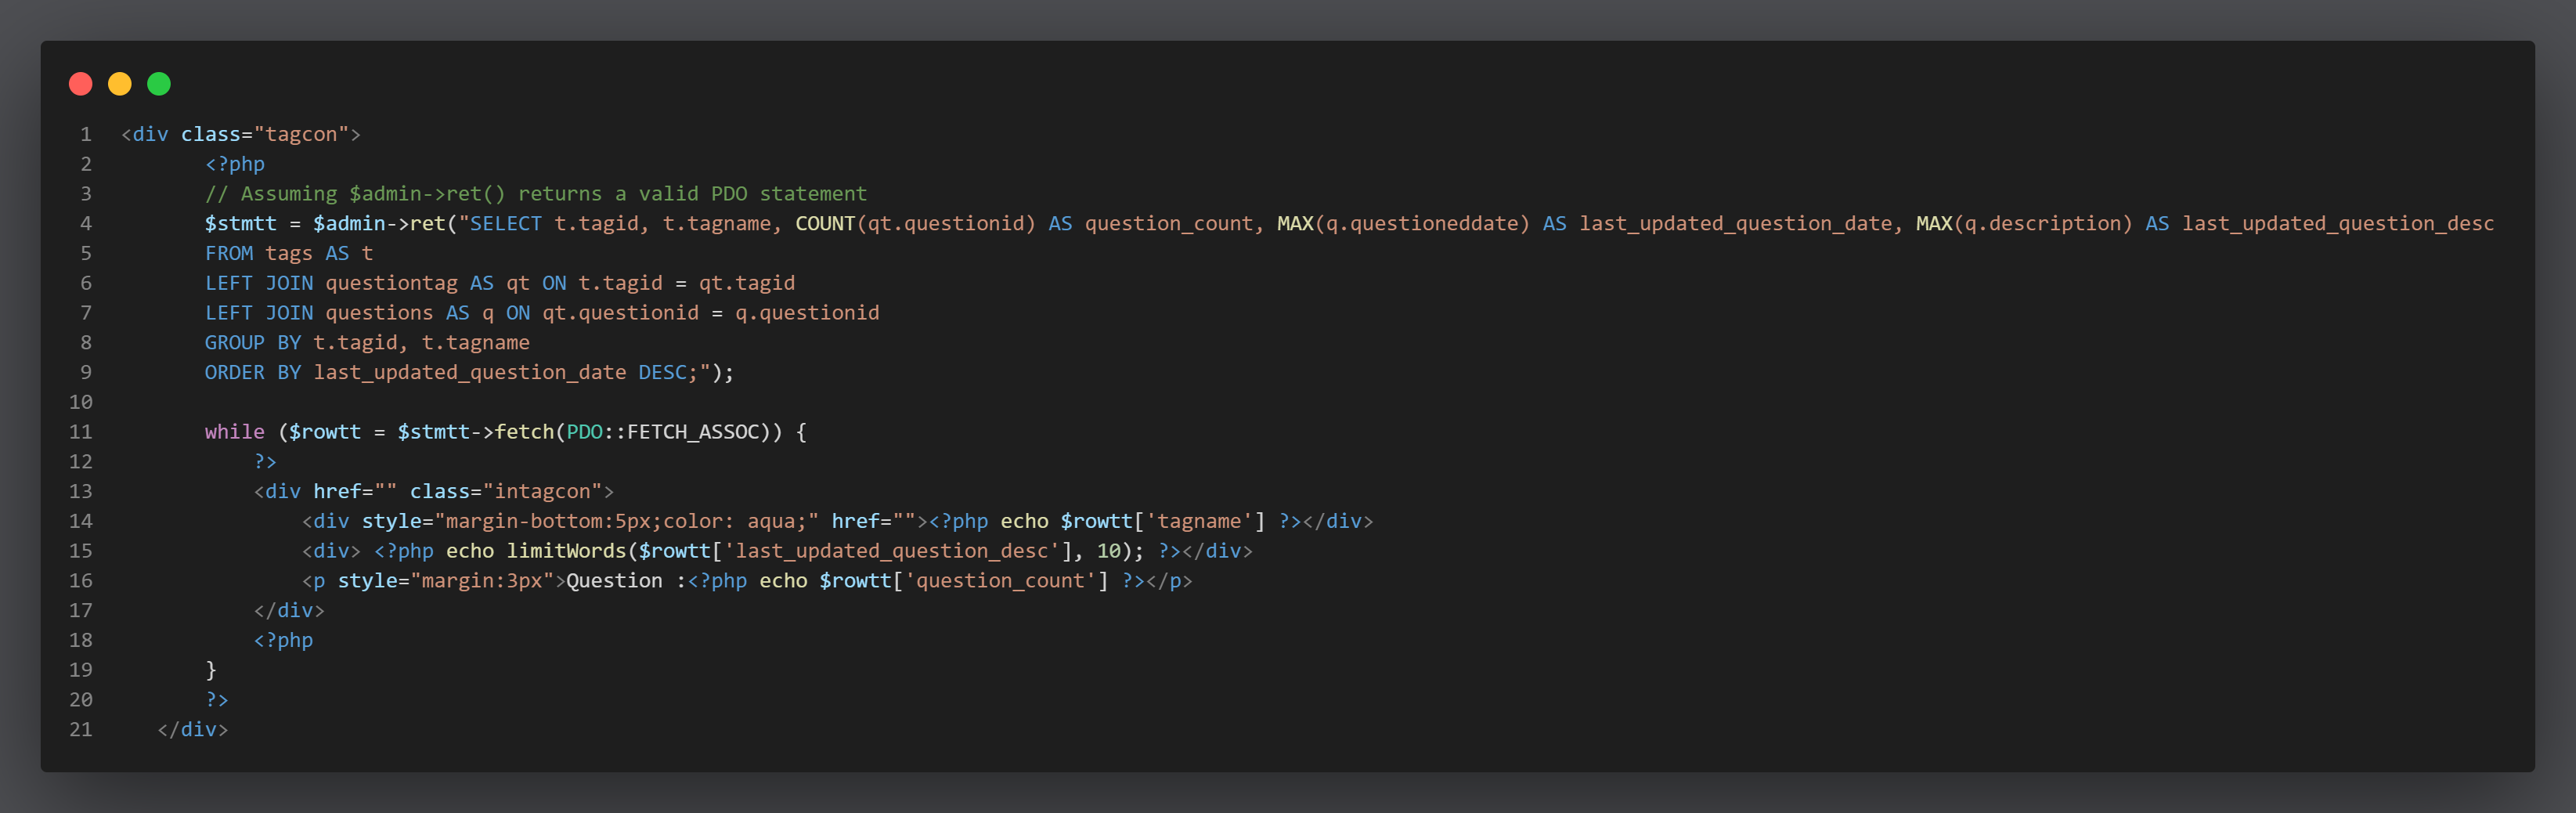 1 <div class="tagcon">
2 <?php
3 // Assuming $admin->ret() returns a valid PDO statement
4 $stmtt = $admin->ret("SELECT t.tagid, t.tagname, COUNT(qt.questionid) AS question_count, MAX(q.questioneddate) AS last_updated_question_date, MAX(q.description) AS last_updated_question_desc
5 FROM tags AS t
6 LEFT JOIN questiontag AS qt ON t.tagid = qt.tagid
7 LEFT JOIN questions AS q ON qt.questionid = q.questionid
8 GROUP BY t.tagid, t.tagname
9 ORDER BY last_updated_question_date DESC;");
10
11 while ($rowtt = $stmtt->fetch(PDO::FETCH_ASSOC)) {
12 ?>
13 <div href="" class="intagcon">
14 <div style="margin-bottom:5px;color: aqua;" href=""><?php echo $rowtt['tagname'] ?></div>
15 <div> <?php echo limitWords($rowtt['last_updated_question_desc'], 10); ?></div>
16 <p style="margin:3px">Question :<?php echo $rowtt['question_count'] ?></p>
17 </div>
18 <?php
19 }
20 ?>
21 </div>